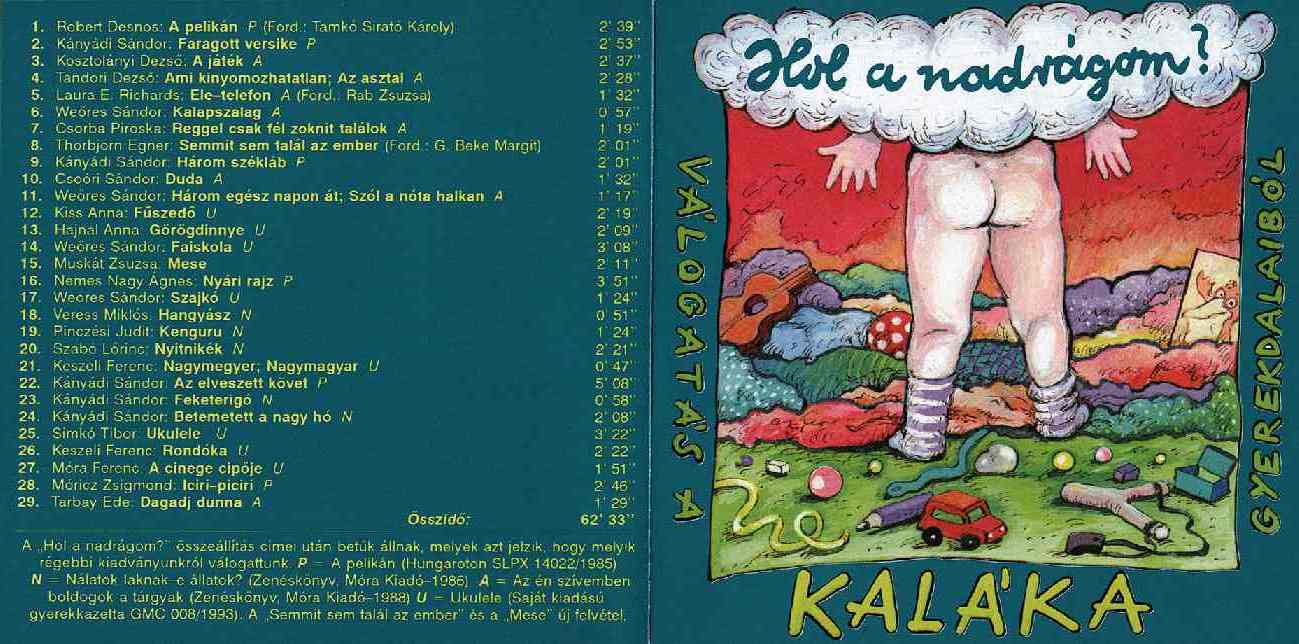 1. Robert Desnos: A pelikán P (Ford.: Tamkó Sirató Károly) 2' 39"
2. Kányádi Sándor: Faragott versike P 2' 53"
3. Kosztolányi Dezső: A játék A 2' 37"
4. Tandori Dezső: Ami kinyomozhatatlan; Az asztal A 2' 28"
5. Laura E. Richards: Ele-telefon A (Ford.: Rab Zsuzsa) 1' 32"
6. Weöres Sándor: Kalapszalag A 0' 57"
7. Csorba Piroska: Reggel csak fél zoknit találok A 1' 19"
8. Thorbjorn Egner: Semmit sem talál az ember (Ford.: G. Beke Margit) 2' 01"
9. Kányádi Sándor: Három székláb P 2' 01"
10. Csoóri Sándor: Duda A 1' 32"
11. Weöres Sándor: Három egész napon át; Szól a nóta halkan A 1' 17"
12. Kiss Anna: Fűszedő U 2' 19"
13. Hajnal Anna: Görögdinnye U 2' 09"
14. Weöres Sándor: Faiskola U 3' 08"
15. Muskát Zsuzsa: Mese 2' 11"
16. Nemes Nagy Ágnes: Nyári rajz P 3' 51"
17. Weöres Sándor: Szajkó U 1' 24"
18. Veress Miklós: Hangyász N 0' 51"
19. Pinczési Judit: Kenguru N 1' 24"
20. Szabó Lőrinc: Nyitnikék N 2' 21"
21. Keszeli Ferenc: Nagymegyer; Nagymagyar U 0' 47"
22. Kányádi Sándor: Az elveszett követ P 5' 08"
23. Kányádi Sándor: Feketerigó N 0' 58"
24. Kányádi Sándor: Betemetett a nagy hó N 2' 08"
25. Simkó Tibor: Ukulele U 3' 22"
26. Keszeli Ferenc: Rondóka U 2' 22"
27. Móra Ferenc: A cinege cipője U 1' 51"
28. Móricz Zsigmond: Iciri-piciri P 2' 46"
29. Tarbay Ede: Dagadj dunna A 1' 29"
Összidő: 62' 33"
A „Hol a nadrágom?" összeállítás címei után betűk állnak, melyek azt jelzik, hogy melyik
régebbi kiadványunkról válogattunk. P = A pelikán (Hungaroton SLPX 14022/1985)
N = Nálatok laknak-e állatok? (Zenéskönyv, Móra Kiadó-1986) A = Az én szívemben
boldogok a tárgyak (Zenéskönyv, Móra Kiadó-1988) U = Ukulele (Saját kiadású
gyerekkazetta GMC 008/1993). A „Semmit sem talál az ember" és a „Mese" új felvétel.
Hol a nadrágom?
VÁLOGATÁS A
GYEREKDALAIBÓL
KALÁKA